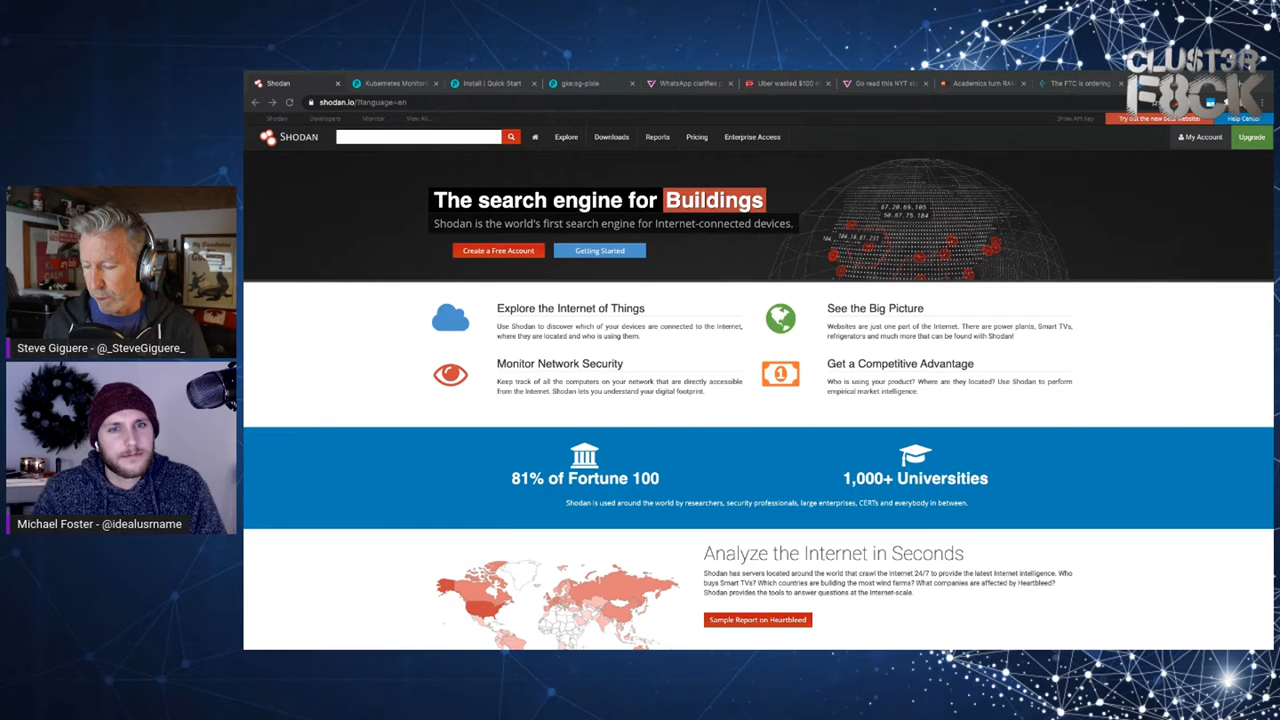 CLUST3R
F8CK
Shodan
Kubernetes Monitori
Install | Quick Start
gke:sg-pixie
WhatsApp clarifies p
Uber wasted $100 m
Go read this NYT st
Academics turn RAM
The FTC is ordering
shodan.io/?language=en
Shodan
Developers
Monitor
View All...
Show API Key
Try out the new beta website!
Help Center
SHODAN
Explore
Downloads
Reports
Pricing
Enterprise Access
My Account
Upgrade
The search engine for Buildings
Shodan is the world's first search engine for Internet-connected devices.
Create a Free Account
Getting Started
67.20.69.105
50.87.75.184
Explore the Internet of Things
Use Shodan to discover which of your devices are connected to the Internet,
where they are located and who is using them.
See the Big Picture
Websites are just one part of the Internet. There are power plants, Smart TVs,
refrigerators and much more that can be found with Shodan!
Monitor Network Security
Keep track of all the computers on your network that are directly accessible
from the Internet. Shodan lets you understand your digital footprint.
1
Get a Competitive Advantage
Who is using your product? Where are they located? Use Shodan to perform
empirical market intelligence.
81% of Fortune 100
1,000+ Universities
Shodan is used around the world by researchers, security professionals, large enterprises, CERTs and everybody in between.
Analyze the Internet in Seconds
Shodan has servers located around the world that crawl the Internet 24/7 to provide the latest Internet intelligence. Who
buys Smart TVs? Which countries are building the most wind farms? What companies are affected by Heartbleed?
Shodan provides the tools to answer questions at the Internet-scale.
Sample Report on Heartbleed
Steve Giguere - @_SteveGiguere_
Michael Foster - @idealusrname